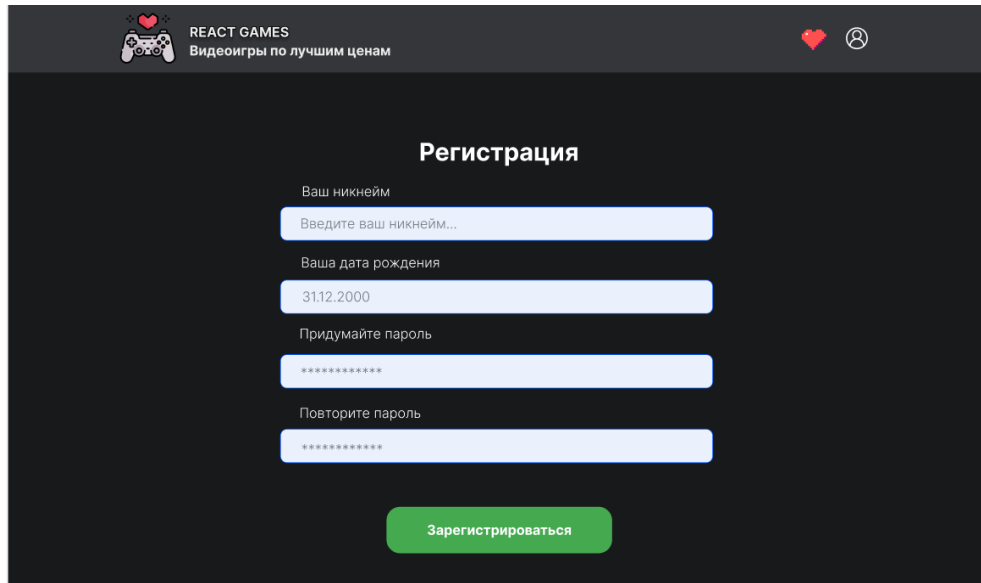 REACT GAMES
Видеоигры по лучшим ценам
Регистрация
Ваш никнейм
Введите ваш никнейм...
Ваша дата рождения
31.12.2000
Придумайте пароль
************
Повторите пароль
************
Зарегистрироваться